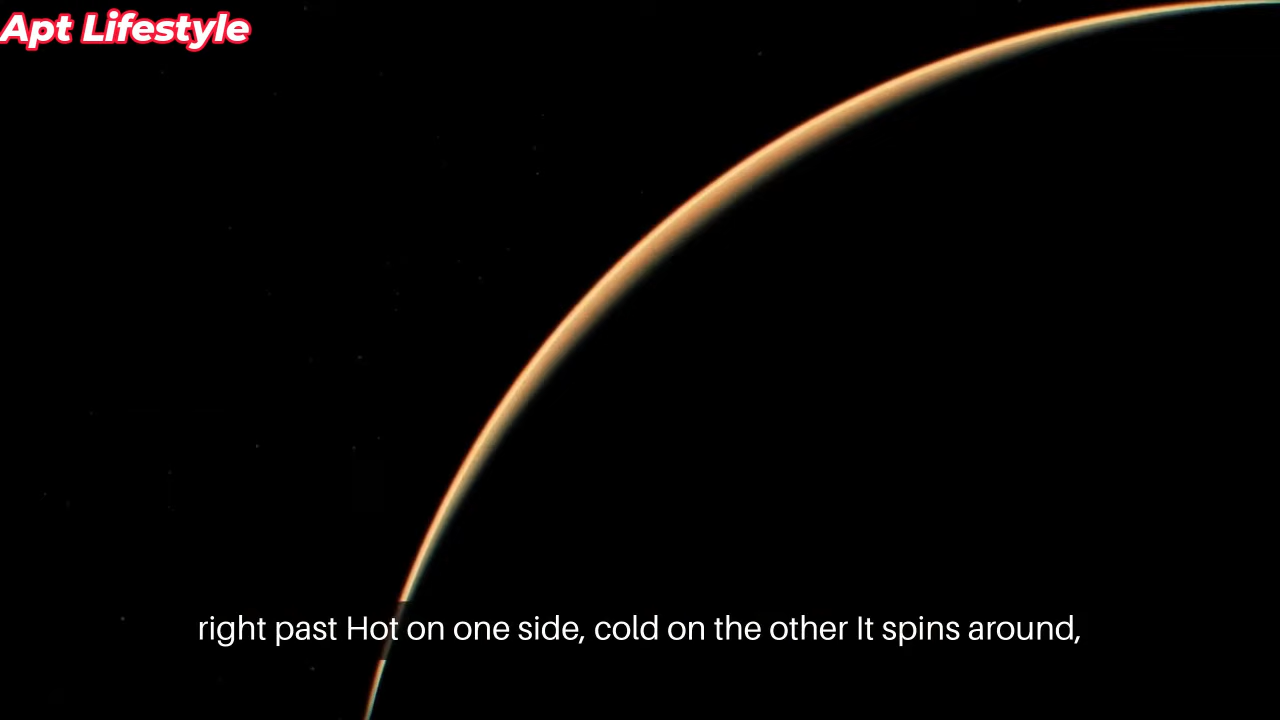 Apt Lifestyle
right past Hot on one side, cold on the other It spins around,